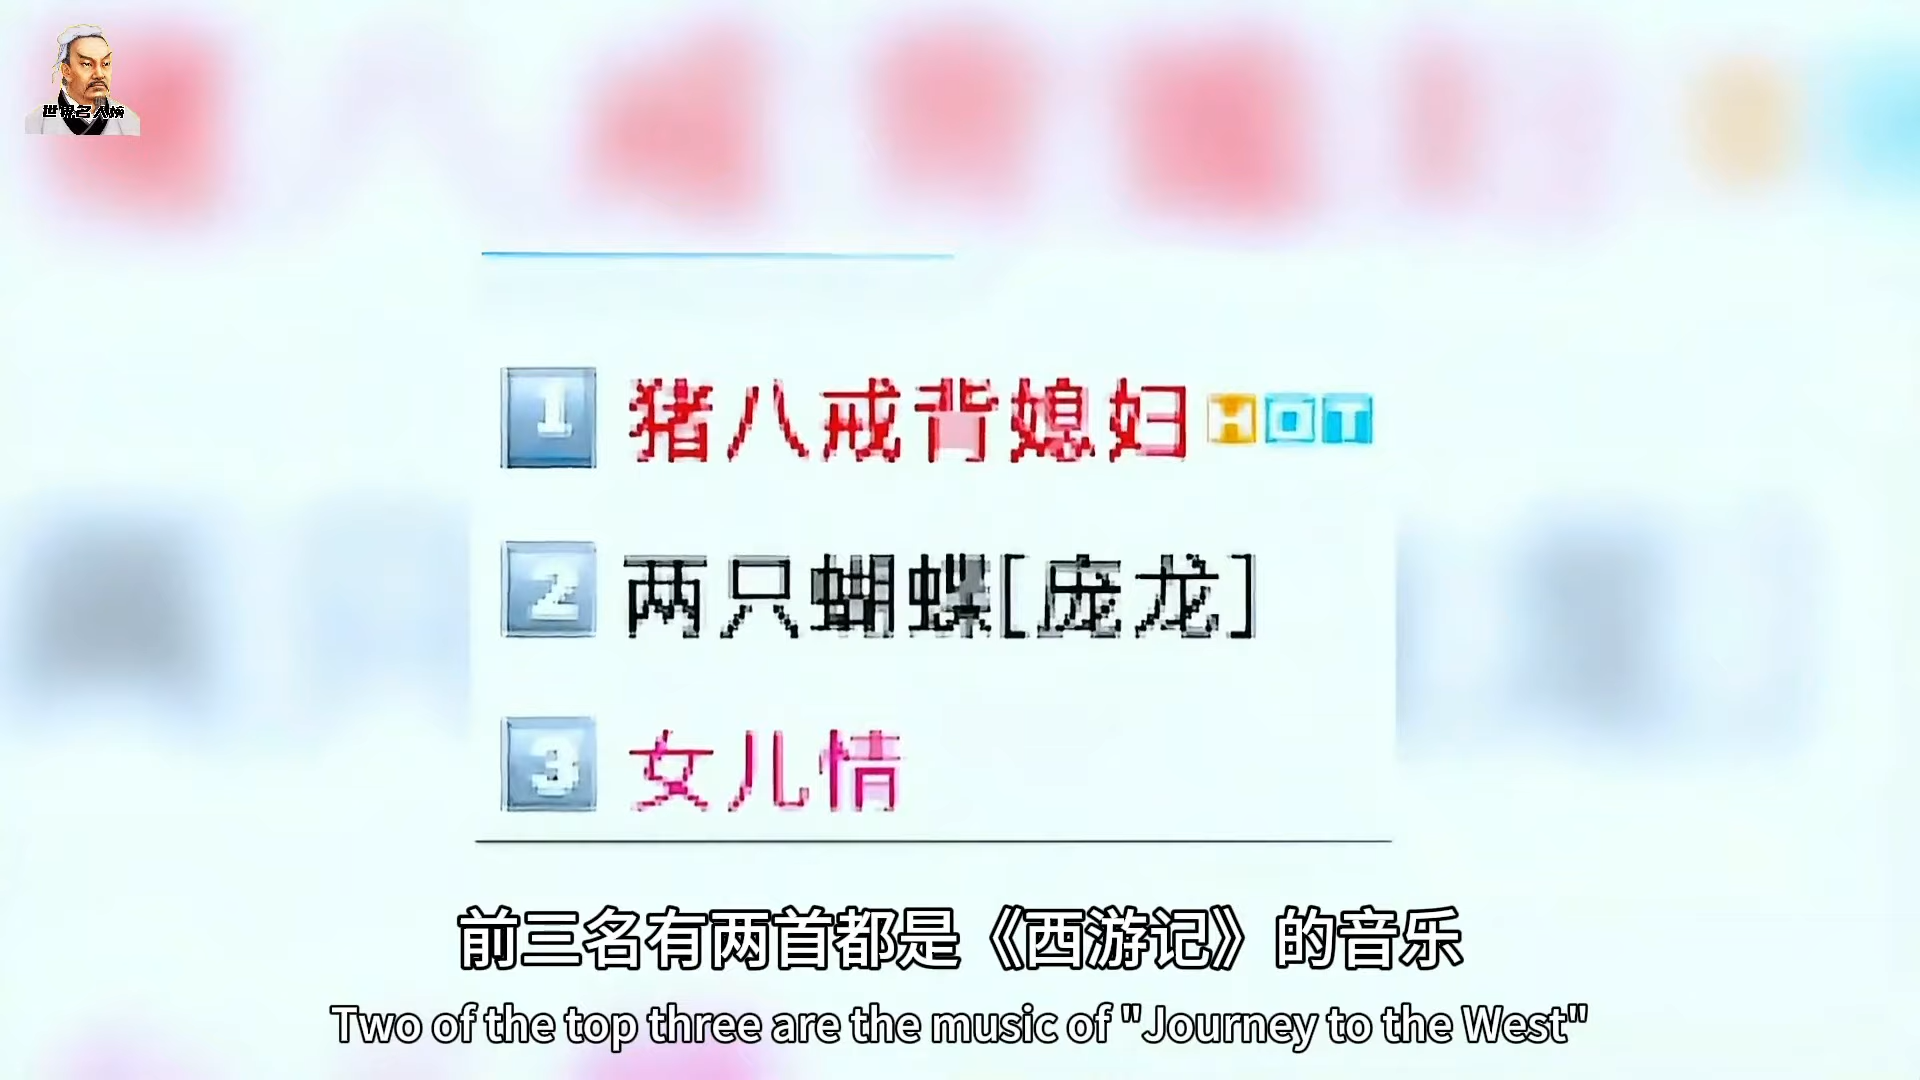 世界名人榜
1 猪八戒背媳妇 HOT
2 两只蝴蝶[庞龙]
3 女儿情
前三名有两首都是《西游记》的音乐
Two of the top three are the music of "Journey to the West"